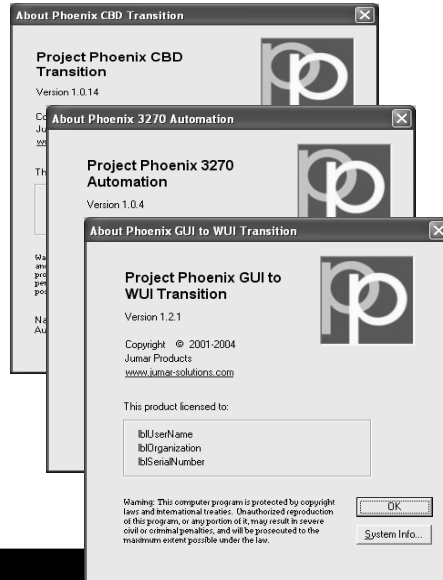 About Phoenix CBD Transition
Project Phoenix CBD
Transition
Version 1.0.14
About Phoenix 3270 Automation
Project Phoenix 3270
Automation
Version 1.0.4
About Phoenix GUI to WUI Transition
Project Phoenix GUI to
WUI Transition
Version 1.2.1
Copyright © 2001-2004
Jumar Products
www.jumar-solutions.com
This product licensed to:
lblUserName
lblOrganization
lblSerialNumber
Warning: This computer program is protected by copyright
laws and international treaties. Unauthorized reproduction
of this program, or any portion of it, may result in severe
civil or criminal penalties, and will be prosecuted to the
maximum extent possible under the law.
OK
System Info...